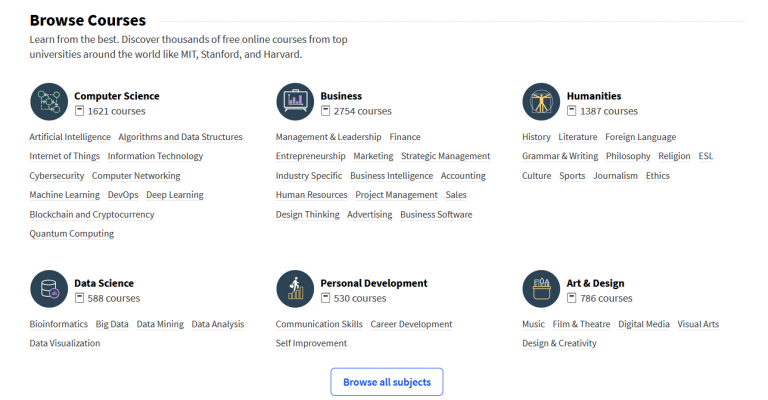 Browse Courses
Learn from the best. Discover thousands of free online courses from top
universities around the world like MIT, Stanford, and Harvard.
Computer Science
1621 courses
Artificial Intelligence Algorithms and Data Structures
Internet of Things Information Technology
Cybersecurity Computer Networking
Machine Learning DevOps Deep Learning
Blockchain and Cryptocurrency
Quantum Computing
Business
2754 courses
Management & Leadership Finance
Entrepreneurship Marketing Strategic Management
Industry Specific Business Intelligence Accounting
Human Resources Project Management Sales
Design Thinking Advertising Business Software
Humanities
1387 courses
History Literature Foreign Language
Grammar & Writing Philosophy Religion ESL
Culture Sports Journalism Ethics
Data Science
588 courses
Bioinformatics Big Data Data Mining Data Analysis
Data Visualization
Personal Development
530 courses
Communication Skills Career Development
Self Improvement
Art & Design
786 courses
Music Film & Theatre Digital Media Visual Arts
Design & Creativity
Browse all subjects